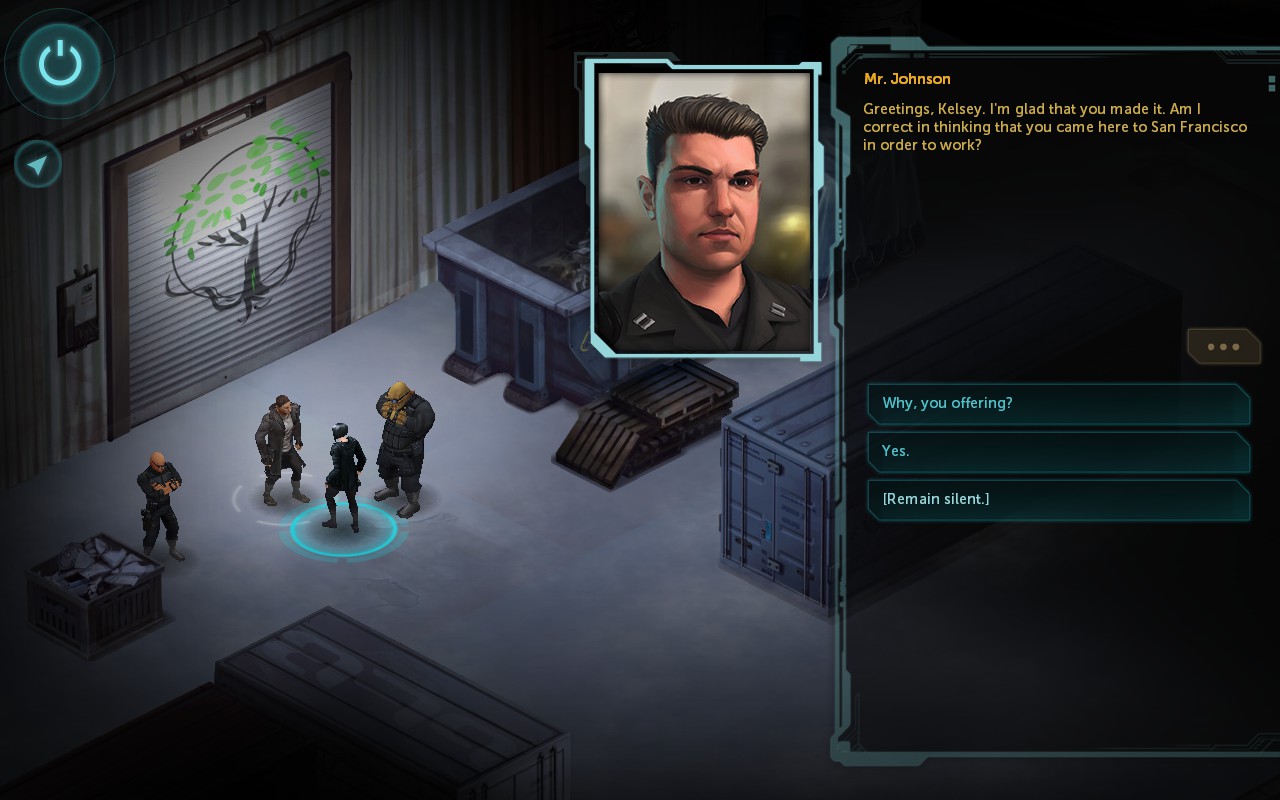 Mr. Johnson
Greetings, Kelsey. I'm glad that you made it. Am I
correct in thinking that you came here to San Francisco
in order to work?
Why, you offering?
Yes.
[Remain silent.]